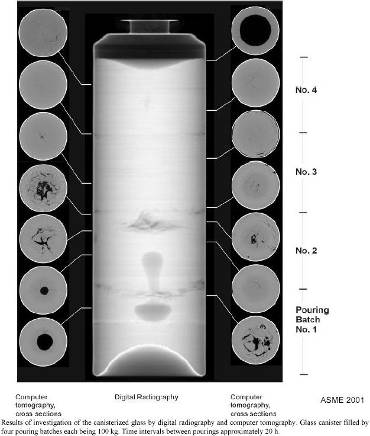 No. 4
No. 3
No. 2
Pouring
Batch
No. 1
Computer
tomography,
cross sections
Digital Radiography
Computer
tomography,
cross sections
ASME 2001
Results of investigation of the canisterized glass by digital radiography and computer tomography. Glass canister filled by
four pouring batches each being 100 kg. Time intervals between pourings approximately 20 h.